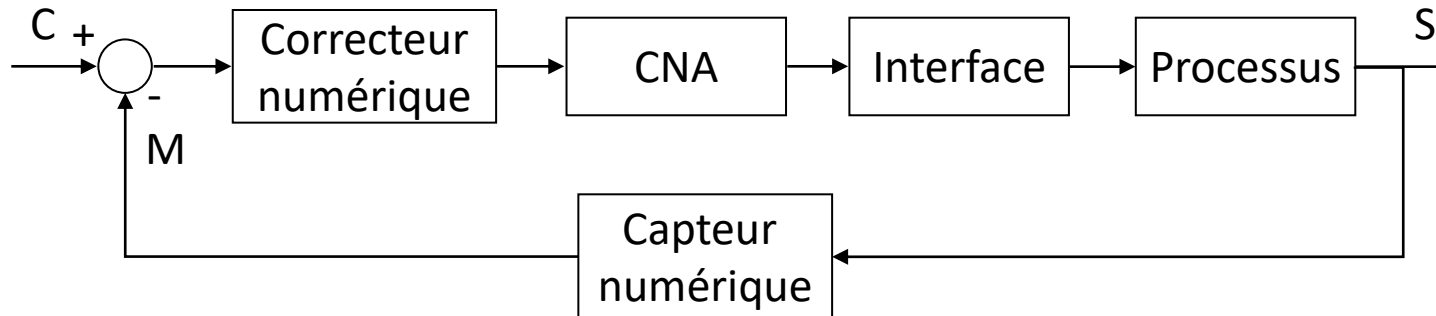 C
+
-
M
Correcteur
numérique
CNA
Interface
Processus
S
Capteur
numérique